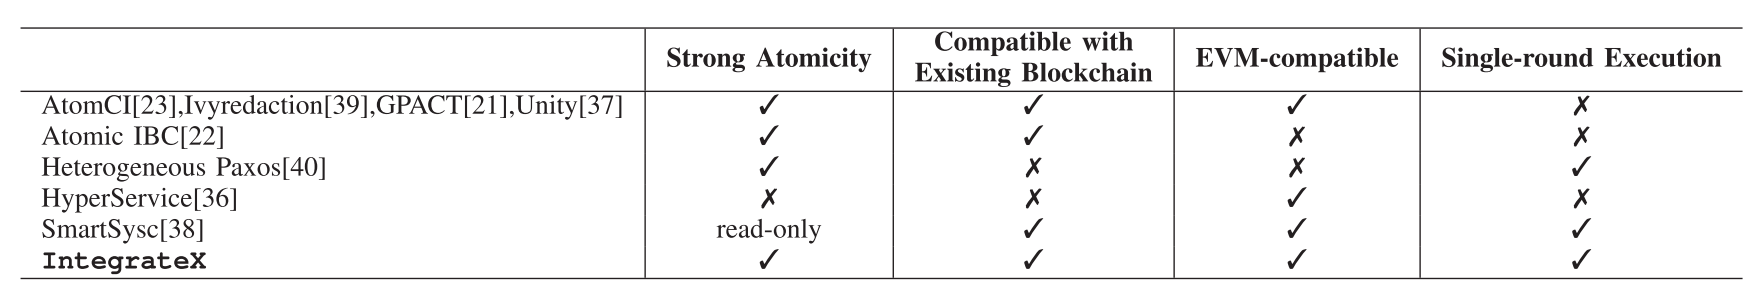 Strong Atomicity Compatible with Existing Blockchain EVM-compatible Single-round Execution
AtomCI[23],Ivyredaction[39],GPACT[21],Unity[37] ✓ ✓ ✓ ✗
Atomic IBC[22] ✓ ✓ ✗ ✗
Heterogeneous Paxos[40] ✓ ✗ ✗ ✓
HyperService[36] ✗ ✗ ✓ ✗
SmartSysc[38] read-only ✓ ✓ ✓
IntegrateX ✓ ✓ ✓ ✓